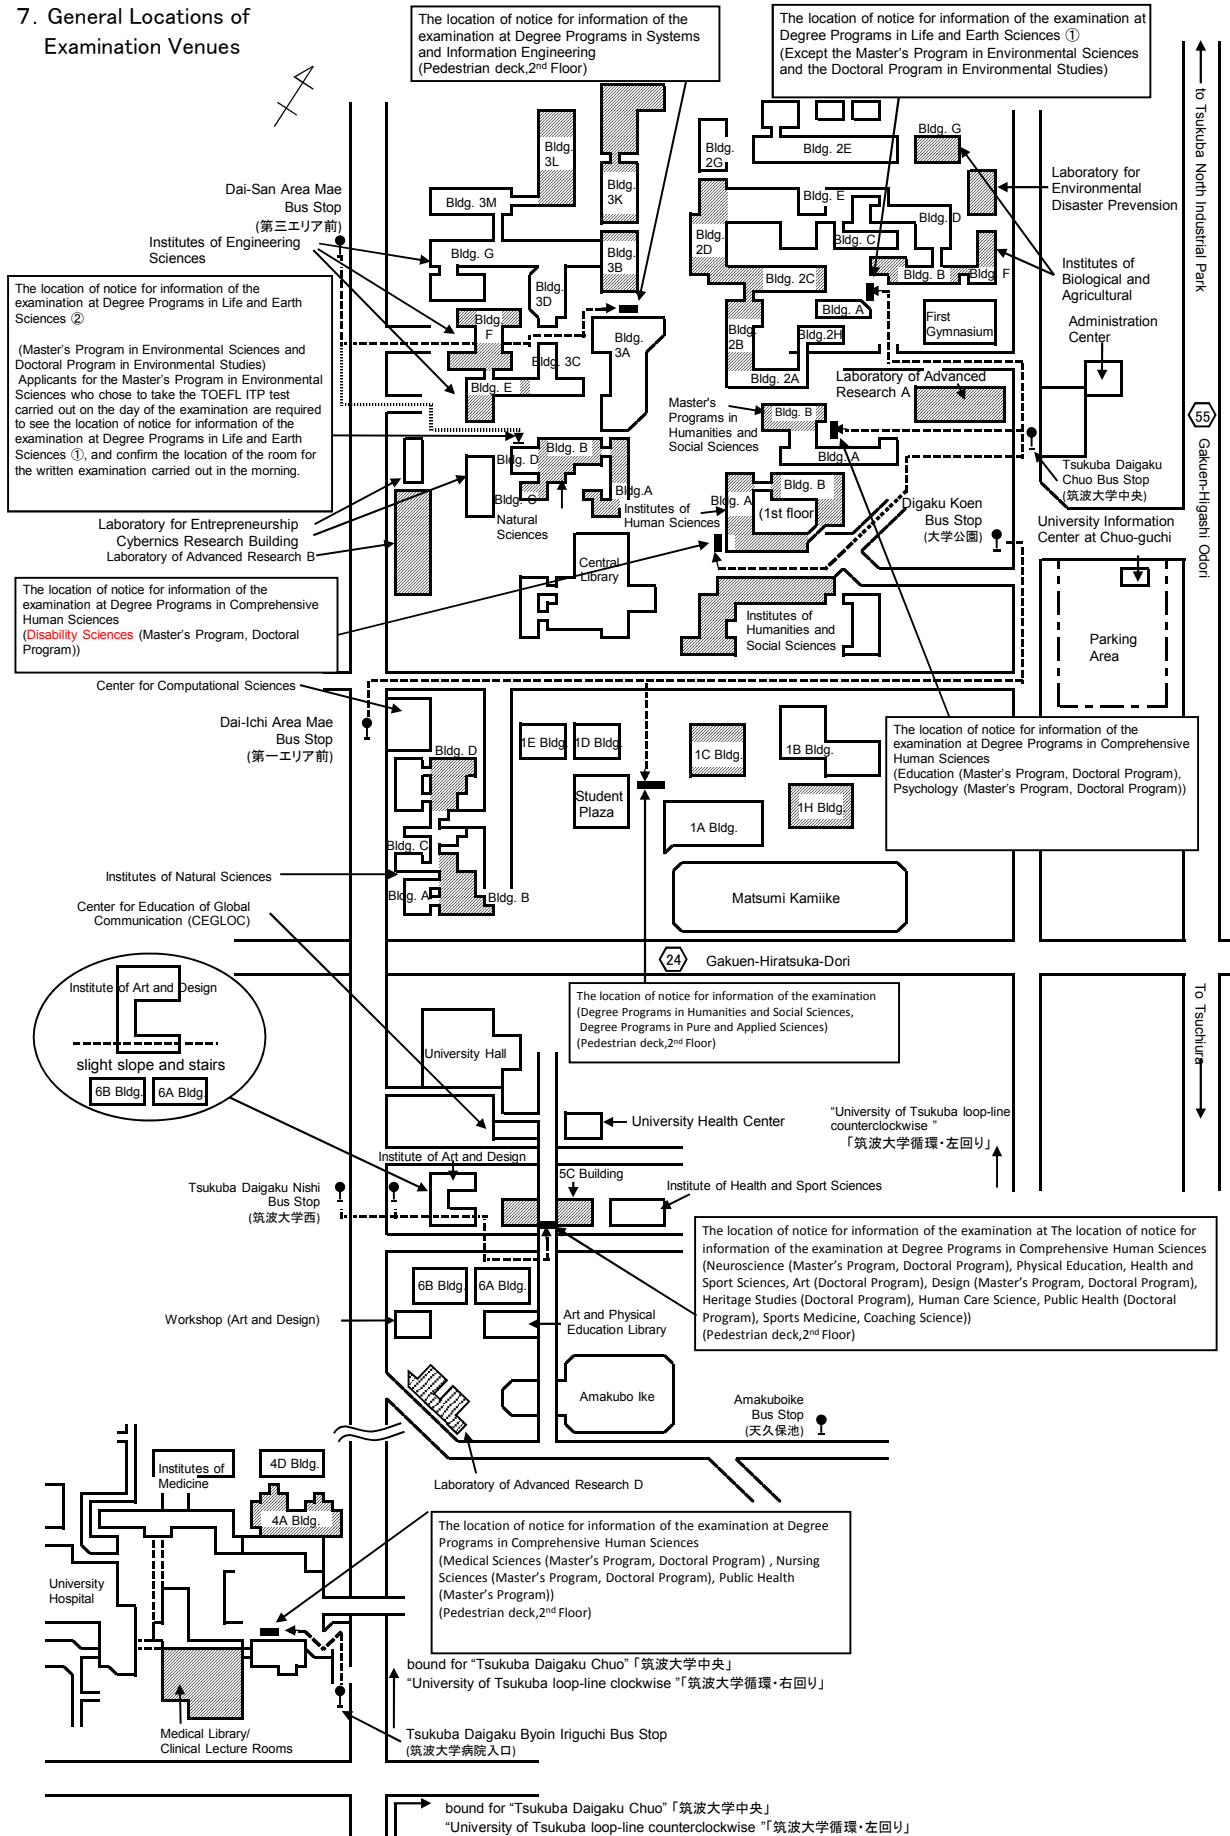 7. General Locations of
Examination Venues
The location of notice for information of the
examination at Degree Programs in Systems
and Information Engineering
(Pedestrian deck,2nd Floor)
The location of notice for information of the examination at
Degree Programs in Life and Earth Sciences ①
(Except the Master's Program in Environmental Sciences
and the Doctoral Program in Environmental Studies)
to Tsukuba North Industrial Park
Bldg. 3L
Bldg. 3K
Bldg. 2G
Bldg. 2E
Bldg. G
Laboratory for
Environmental
Disaster Prevention
Dai-San Area Mae
Bus Stop
(第三エリア前)
Bldg. 3M
Bldg. E
Bldg. D
Institutes of Engineering
Sciences
Bldg. G
Bldg. 3B
Bldg. 2D
Bldg. C
Bldg. 3D
Bldg. 2C
Bldg. B
Bldg. F
Institutes of
Biological and
Agricultural
The location of notice for information of the
examination at Degree Programs in Life and Earth
Sciences ②
(Master's Program in Environmental Sciences and
Doctoral Program in Environmental Studies)
Applicants for the Master's Program in Environmental
Sciences who chose to take the TOEFL ITP test
carried out on the day of the examination are required
to see the location of notice for information of the
examination at Degree Programs in Life and Earth
Sciences ①, and confirm the location of the room for
the written examination carried out in the morning.
Bldg. F
Bldg. 3A
Bldg. A
Bldg. 2B
Bldg.2H
First
Gymnasium
Administration
Center
3C
Bldg. E
Bldg. 2A
Laboratory of Advanced
Research A
Master's
Programs in
Humanities and
Social Sciences
Bldg. B
Bldg. A
55
Gakuen-Higashi Odori
Bldg. B
Bldg. D
Bldg. C
Bldg.A
Natural
Sciences
Institutes of
Human Sciences
Bldg. A
Bldg. B
(1st floor)
Tsukuba Daigaku
Chuo Bus Stop
(筑波大学中央)
Digaku Koen
Bus Stop
(大学公園)
University Information
Center at Chuo-guchi
Laboratory for Entrepreneurship
Cybernics Research Building
Laboratory of Advanced Research B
Central
Library
The location of notice for information of the
examination at Degree Programs in Comprehensive
Human Sciences
(Disability Sciences (Master's Program, Doctoral
Program))
Institutes of
Humanities and
Social Sciences
Parking
Area
Center for Computational Sciences
Dai-Ichi Area Mae
Bus Stop
(第一エリア前)
Bldg. D
1E Bldg.
1D Bldg.
1C Bldg.
1B Bldg.
The location of notice for information of the
examination at Degree Programs in Comprehensive
Human Sciences
(Education (Master's Program, Doctoral Program),
Psychology (Master's Program, Doctoral Program))
Student
Plaza
1H Bldg.
1A Bldg.
Bldg. C
Institutes of Natural Sciences
Bldg. A
Bldg. B
Matsumi Kamiike
Center for Education of Global
Communication (CEGLOC)
24
Gakuen-Hiratsuka-Dori
Institute of Art and Design
slight slope and stairs
6B Bldg.
6A Bldg.
The location of notice for information of the examination
(Degree Programs in Humanities and Social Sciences,
Degree Programs in Pure and Applied Sciences)
(Pedestrian deck,2nd Floor)
To Tsuchiura
University Hall
University Health Center
"University of Tsukuba loop-line
counterclockwise "
「筑波大学循環・左回り」
Institute of Art and Design
5C Building
Institute of Health and Sport Sciences
Tsukuba Daigaku Nishi
Bus Stop
(筑波大学西)
The location of notice for information of the examination at The location of notice for
information of the examination at Degree Programs in Comprehensive Human Sciences
(Neuroscience (Master's Program, Doctoral Program), Physical Education, Health and
Sport Sciences, Art (Doctoral Program), Design (Master's Program, Doctoral Program),
Heritage Studies (Doctoral Program), Human Care Science, Public Health (Doctoral
Program), Sports Medicine, Coaching Science))
(Pedestrian deck,2nd Floor)
6B Bldg.
6A Bldg.
Workshop (Art and Design)
Art and Physical
Education Library
Amakubo Ike
Amakuboike
Bus Stop
(天久保池)
Laboratory of Advanced Research D
Institutes of
Medicine
4D Bldg.
4A Bldg.
University
Hospital
The location of notice for information of the examination at Degree
Programs in Comprehensive Human Sciences
(Medical Sciences (Master's Program, Doctoral Program) , Nursing
Sciences (Master's Program, Doctoral Program), Public Health
(Master's Program))
(Pedestrian deck,2nd Floor)
bound for "Tsukuba Daigaku Chuo"「筑波大学中央」
"University of Tsukuba loop-line clockwise "「筑波大学循環・右回り」
Medical Library/
Clinical Lecture Rooms
Tsukuba Daigaku Byoin Iriguchi Bus Stop
(筑波大学病院入口)
bound for "Tsukuba Daigaku Chuo"「筑波大学中央」
"University of Tsukuba loop-line counterclockwise "「筑波大学循環・左回り」